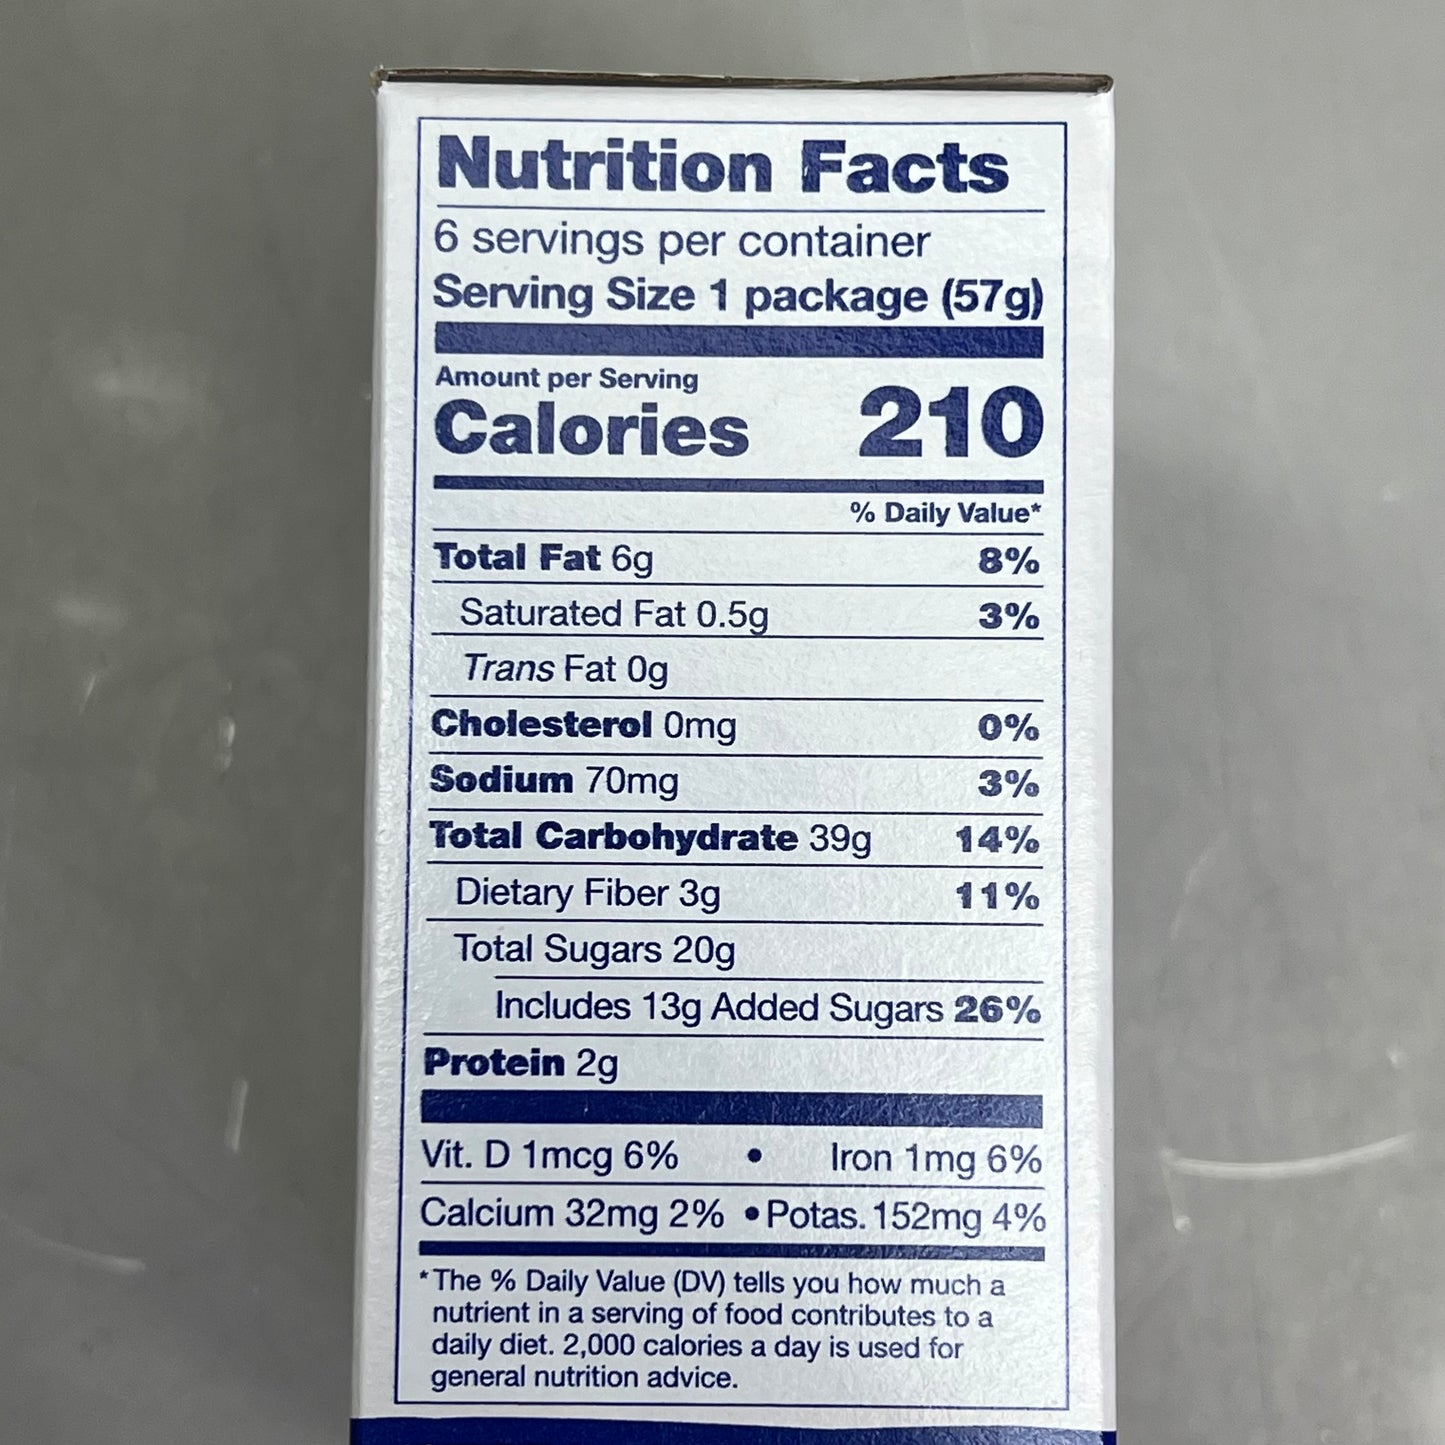 Nutrition Facts
6 servings per container
Serving Size 1 package (57g)
Amount per Serving
Calories 210
% Daily Value*
Total Fat 6g 8%
Saturated Fat 0.5g 3%
Trans Fat 0g
Cholesterol 0mg 0%
Sodium 70mg 3%
Total Carbohydrate 39g 14%
Dietary Fiber 3g 11%
Total Sugars 20g
Includes 13g Added Sugars 26%
Protein 2g
Vit. D 1mcg 6% • Iron 1mg 6%
Calcium 32mg 2% • Potas. 152mg 4%
*The % Daily Value (DV) tells you how much a
nutrient in a serving of food contributes to a
daily diet. 2,000 calories a day is used for
general nutrition advice.